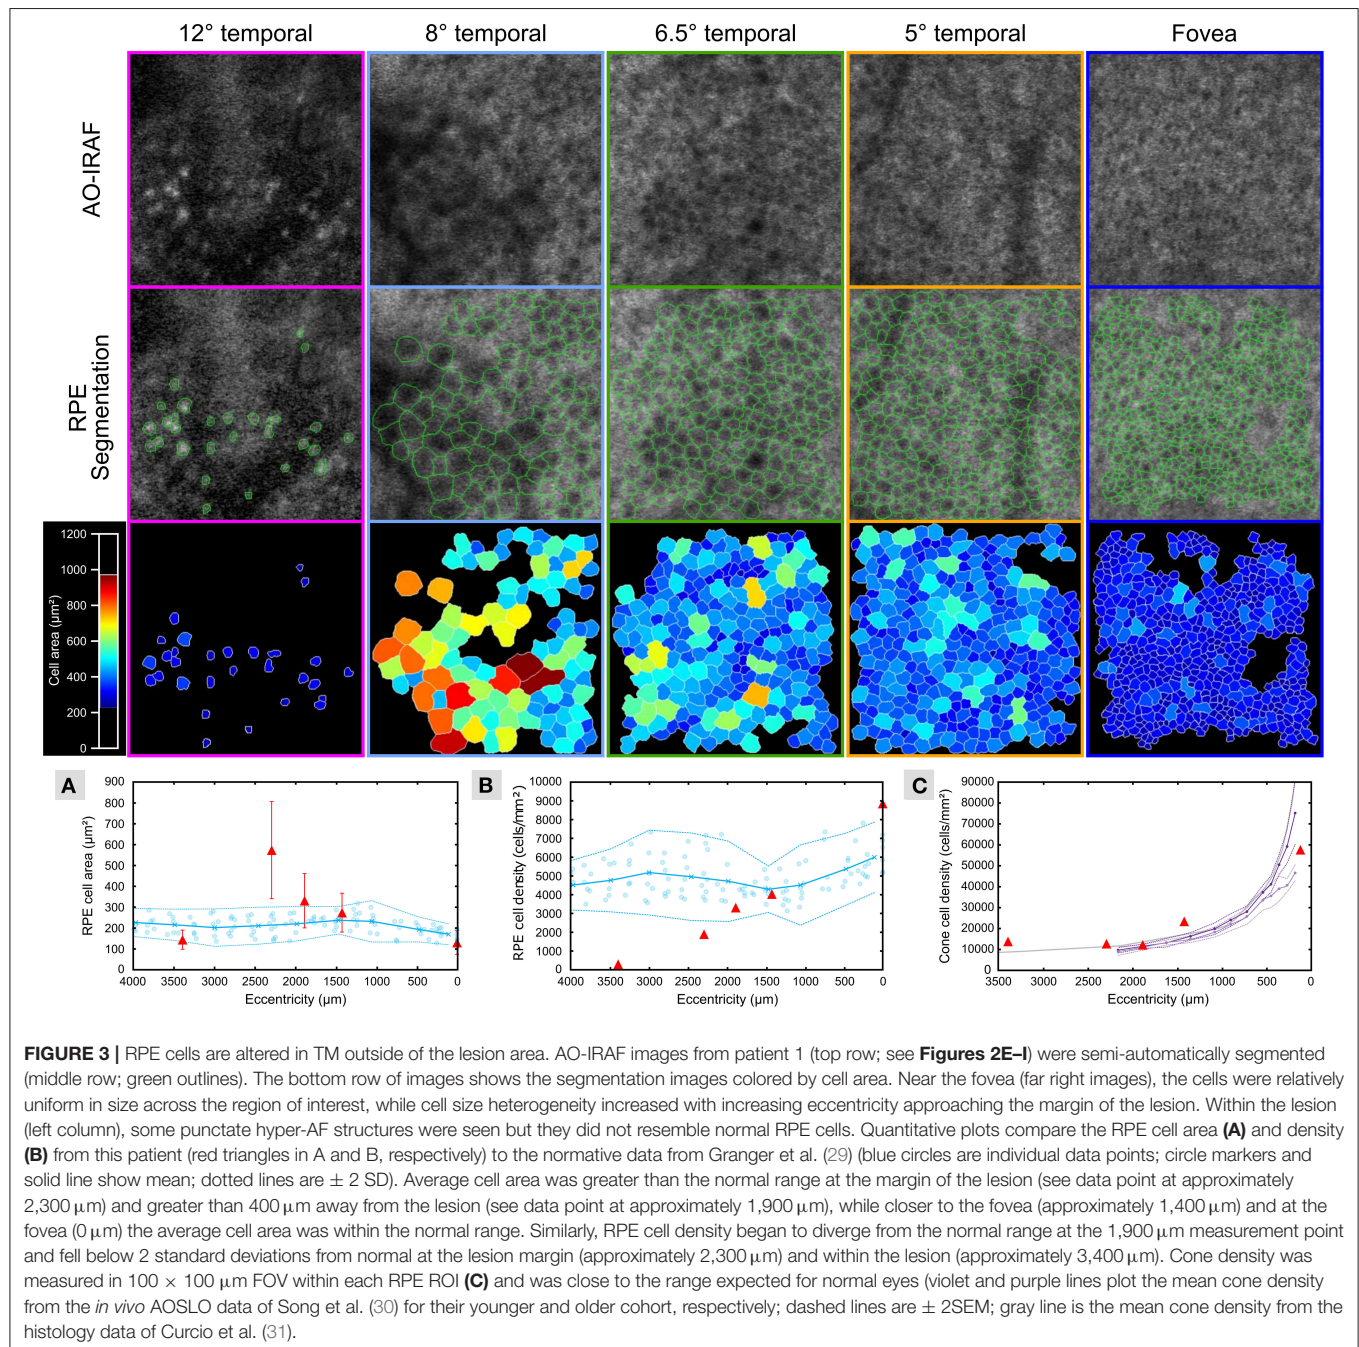 12° temporal
8° temporal
6.5° temporal
5° temporal
Fovea
AO-IRAF
RPE
Segmentation
Cell area (µm²)
1200
1000
800
600
400
200
0
A
RPE cell area (µm²)
900
800
700
600
500
400
300
200
100
0
4000 3500 3000 2500 2000 1500 1000 500 0
Eccentricity (µm)
B
RPE cell density (cells/mm²)
10000
9000
8000
7000
6000
5000
4000
3000
2000
1000
0
4000 3500 3000 2500 2000 1500 1000 500 0
Eccentricity (µm)
C
Cone cell density (cells/mm²)
90000
80000
70000
60000
50000
40000
30000
20000
10000
0
3500 3000 2500 2000 1500 1000 500 0
Eccentricity (µm)
FIGURE 3 | RPE cells are altered in TM outside of the lesion area. AO-IRAF images from patient 1 (top row; see Figures 2E–I) were semi-automatically segmented
(middle row; green outlines). The bottom row of images shows the segmentation images colored by cell area. Near the fovea (far right images), the cells were relatively
uniform in size across the region of interest, while cell size heterogeneity increased with increasing eccentricity approaching the margin of the lesion. Within the lesion
(left column), some punctate hyper-AF structures were seen but they did not resemble normal RPE cells. Quantitative plots compare the RPE cell area (A) and density
(B) from this patient (red triangles in A and B, respectively) to the normative data from Granger et al. (29) (blue circles are individual data points; circle markers and
solid line show mean; dotted lines are ± 2 SD). Average cell area was greater than the normal range at the margin of the lesion (see data point at approximately
2,300 µm) and greater than 400 µm away from the lesion (see data point at approximately 1,900 µm), while closer to the fovea (approximately 1,400 µm) and at the
fovea (0 µm) the average cell area was within the normal range. Similarly, RPE cell density began to diverge from the normal range at the 1,900 µm measurement point
and fell below 2 standard deviations from normal at the lesion margin (approximately 2,300 µm) and within the lesion (approximately 3,400 µm). Cone density was
measured in 100 × 100 µm FOV within each RPE ROI (C) and was close to the range expected for normal eyes (violet and purple lines plot the mean cone density
from the in vivo AOSLO data of Song et al. (30) for their younger and older cohort, respectively; dashed lines are ± 2SEM; gray line is the mean cone density from the
histology data of Curcio et al. (31).